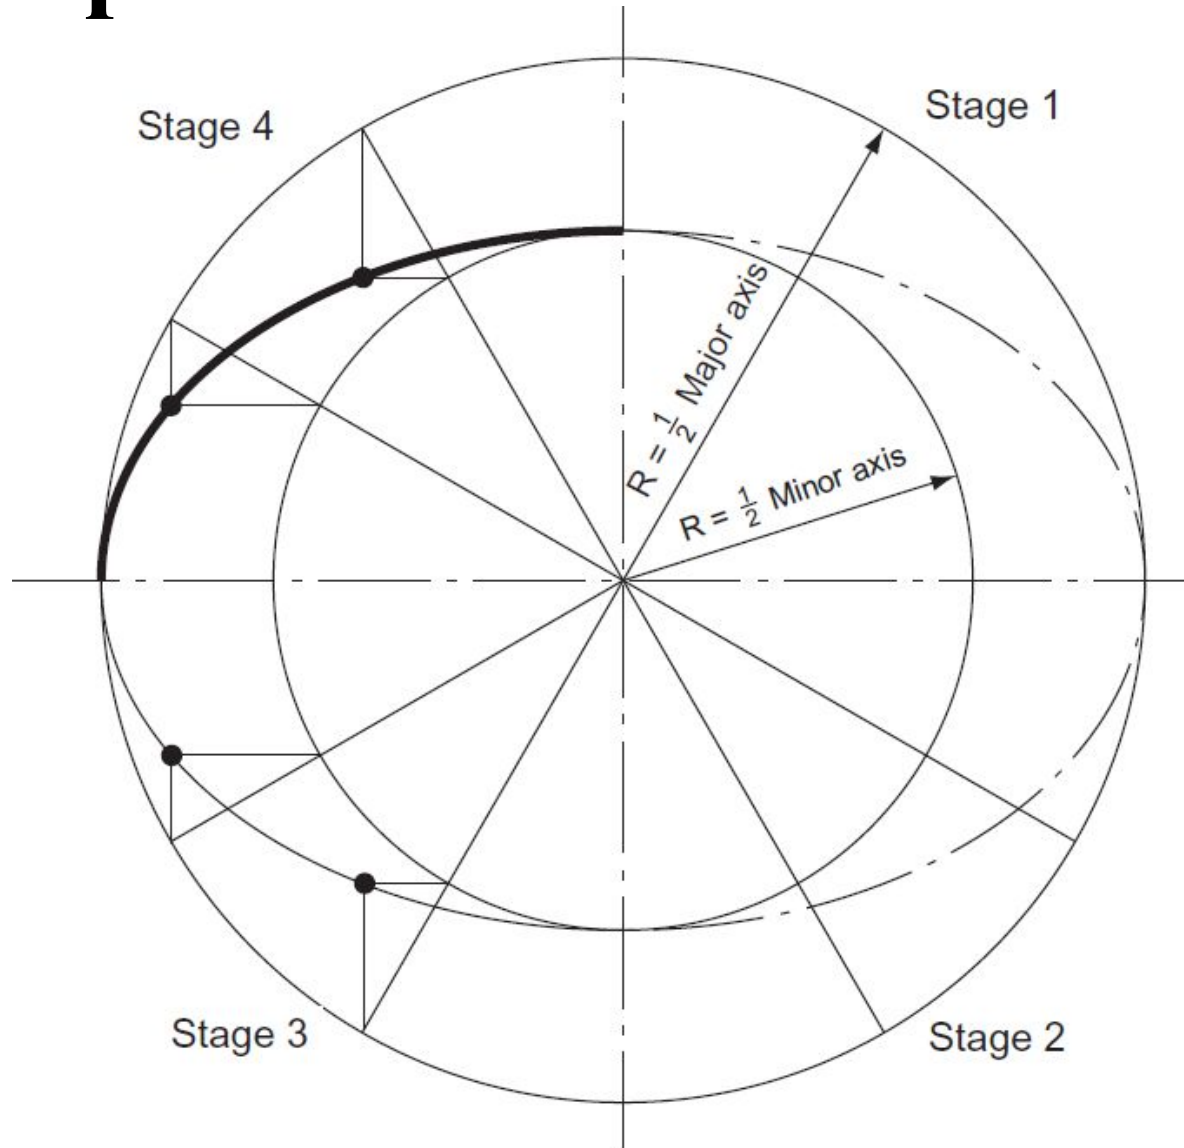 Stage 4
Stage 1
R = 1/2 Major axis
R = 1/2 Minor axis
Stage 3
Stage 2